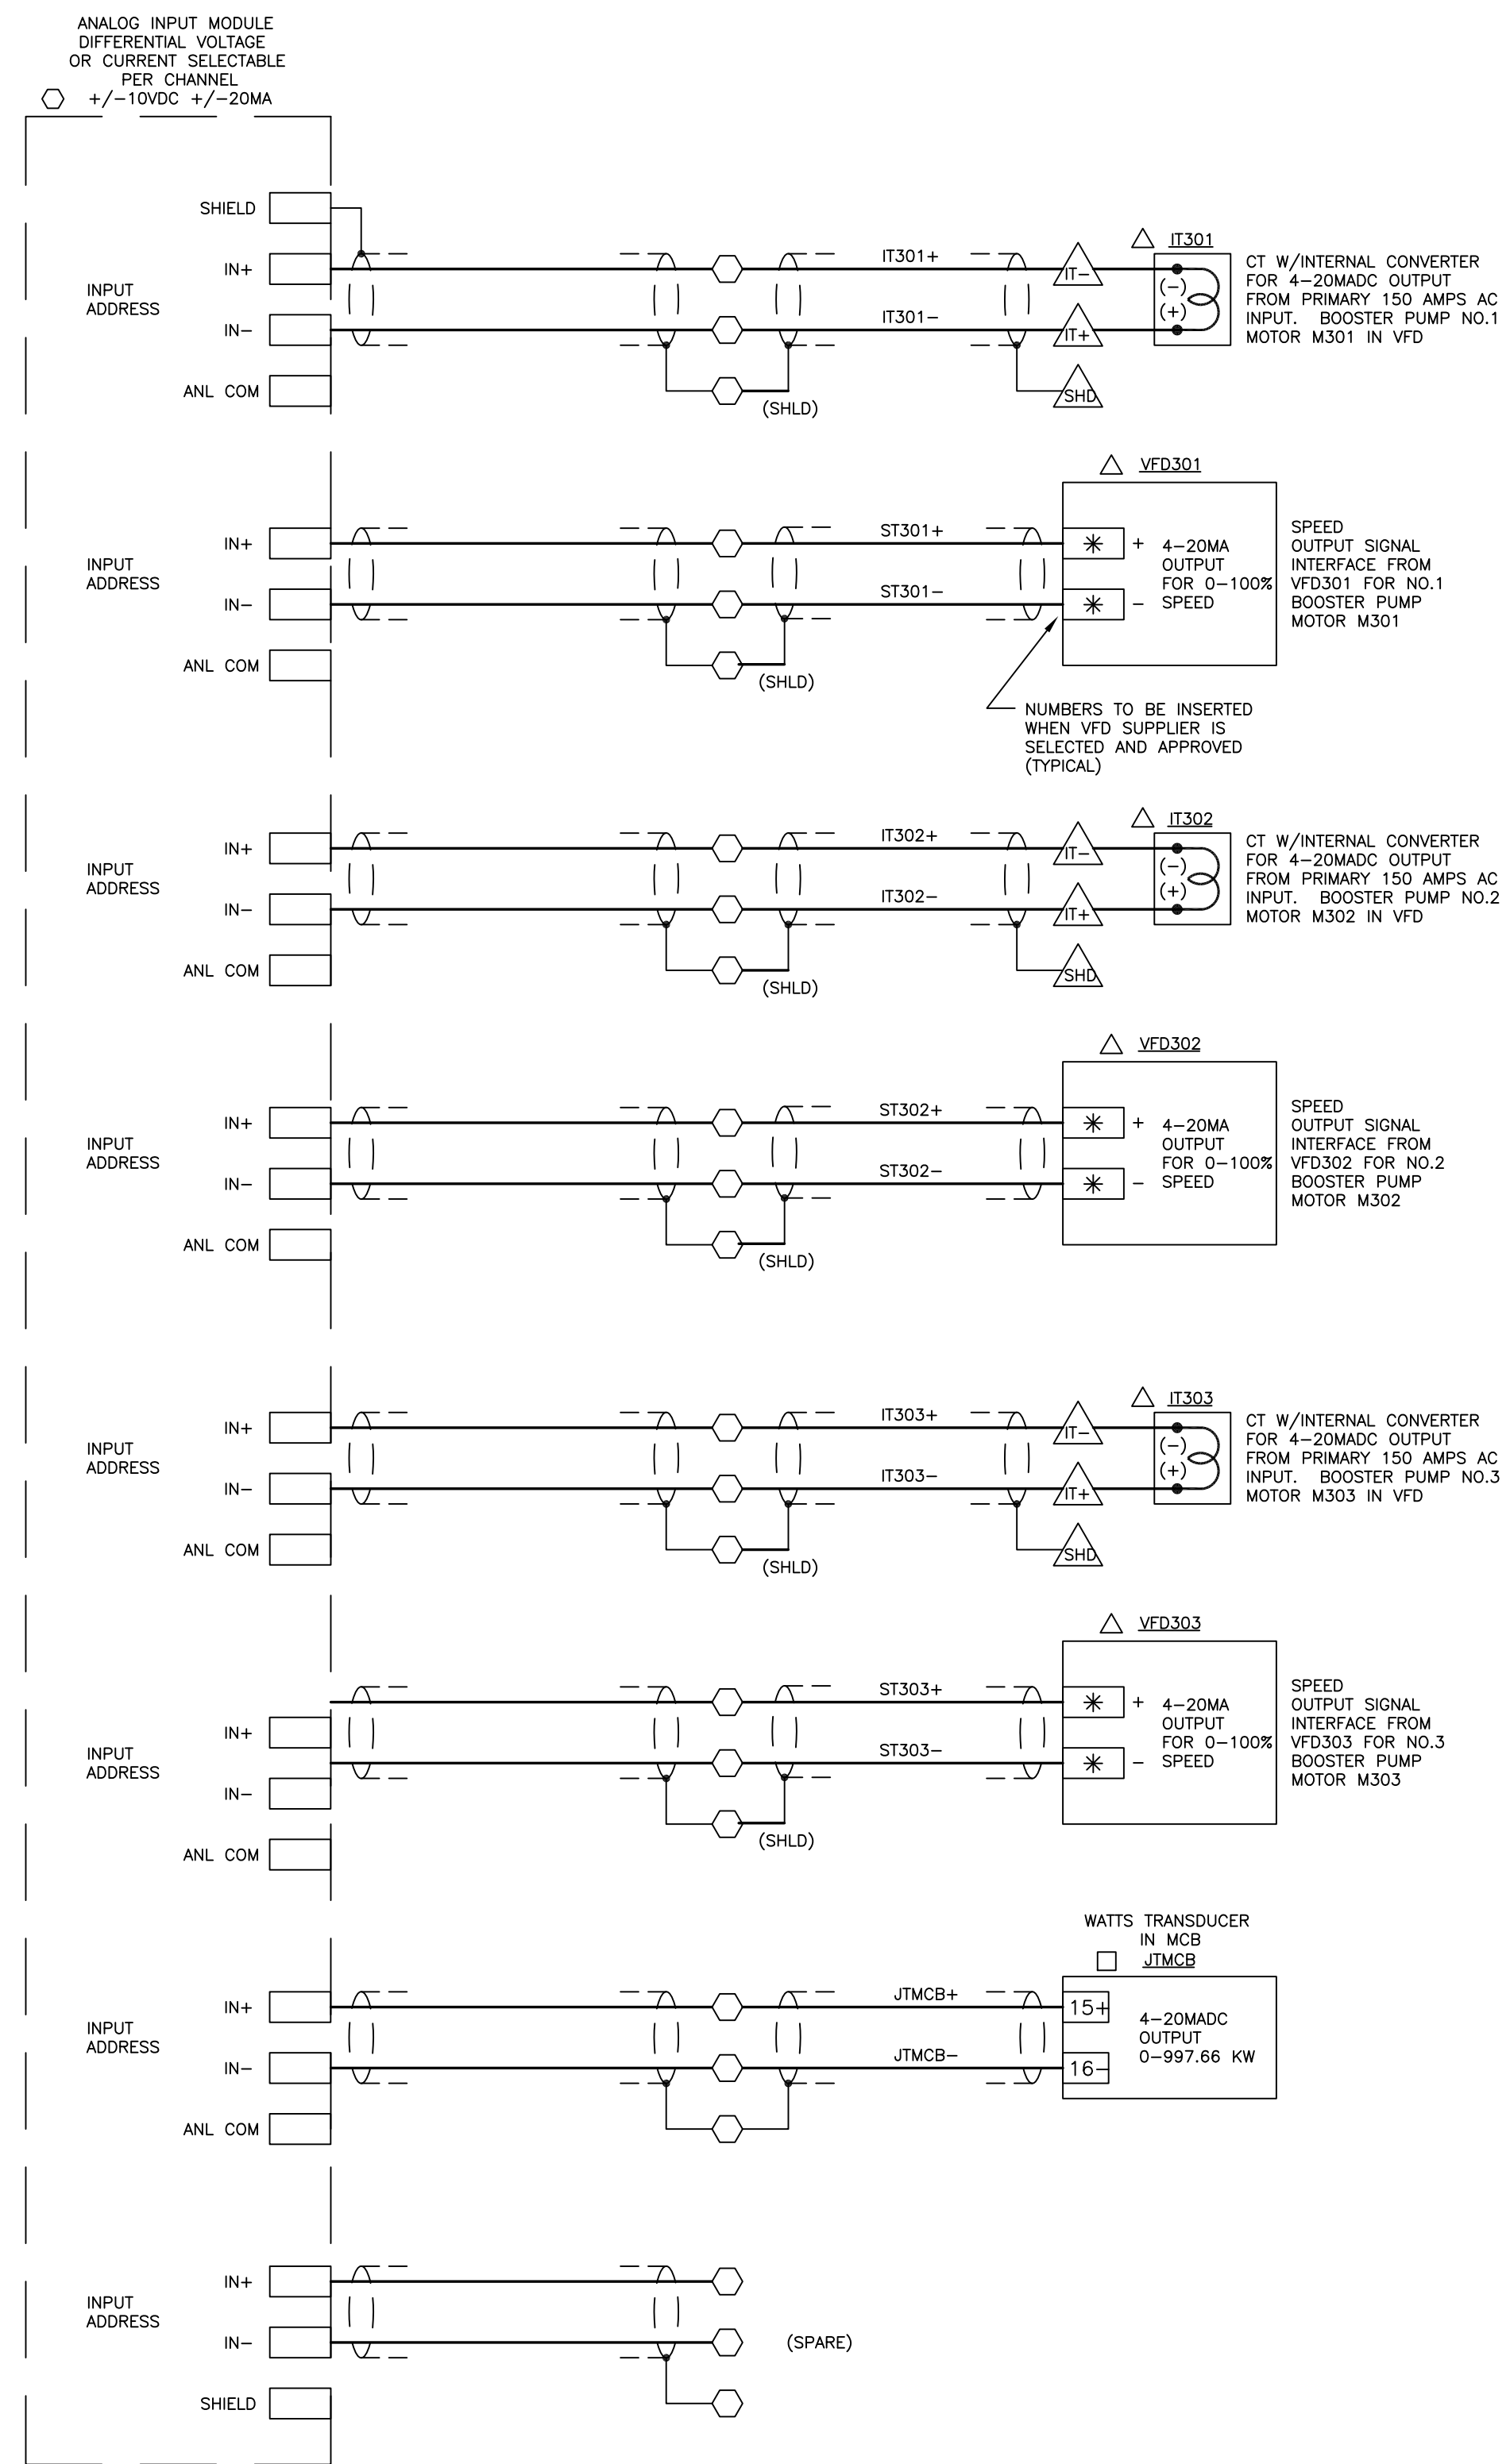 ANALOG INPUT MODULE
DIFFERENTIAL VOLTAGE
OR CURRENT SELECTABLE
PER CHANNEL
+/-10VDC +/-20MA
SHIELD
IN+
INPUT
ADDRESS
IN-
ANL COM
IT301+
IT301-
(SHLD)
IT-
IT+
SHD
IT301
(-)
(+)
CT W/INTERNAL CONVERTER
FOR 4-20MADC OUTPUT
FROM PRIMARY 150 AMPS AC
INPUT. BOOSTER PUMP NO.1
MOTOR M301 IN VFD
IN+
INPUT
ADDRESS
IN-
ANL COM
ST301+
ST301-
(SHLD)
VFD301
* +
* -
4-20MA
OUTPUT
FOR 0-100%
SPEED
SPEED
OUTPUT SIGNAL
INTERFACE FROM
VFD301 FOR NO.1
BOOSTER PUMP
MOTOR M301
NUMBERS TO BE INSERTED
WHEN VFD SUPPLIER IS
SELECTED AND APPROVED
(TYPICAL)
IN+
INPUT
ADDRESS
IN-
ANL COM
IT302+
IT302-
(SHLD)
IT-
IT+
SHD
IT302
(-)
(+)
CT W/INTERNAL CONVERTER
FOR 4-20MADC OUTPUT
FROM PRIMARY 150 AMPS AC
INPUT. BOOSTER PUMP NO.2
MOTOR M302 IN VFD
IN+
INPUT
ADDRESS
IN-
ANL COM
ST302+
ST302-
(SHLD)
VFD302
* +
* -
4-20MA
OUTPUT
FOR 0-100%
SPEED
SPEED
OUTPUT SIGNAL
INTERFACE FROM
VFD302 FOR NO.2
BOOSTER PUMP
MOTOR M302
IN+
INPUT
ADDRESS
IN-
ANL COM
IT303+
IT303-
(SHLD)
IT-
IT+
SHD
IT303
(-)
(+)
CT W/INTERNAL CONVERTER
FOR 4-20MADC OUTPUT
FROM PRIMARY 150 AMPS AC
INPUT. BOOSTER PUMP NO.3
MOTOR M303 IN VFD
IN+
INPUT
ADDRESS
IN-
ANL COM
ST303+
ST303-
(SHLD)
VFD303
* +
* -
4-20MA
OUTPUT
FOR 0-100%
SPEED
SPEED
OUTPUT SIGNAL
INTERFACE FROM
VFD303 FOR NO.3
BOOSTER PUMP
MOTOR M303
IN+
INPUT
ADDRESS
IN-
ANL COM
JTMCB+
JTMCB-
WATTS TRANSDUCER
IN MCB
JTMCB
15+
16-
4-20MADC
OUTPUT
0-997.66 KW
IN+
INPUT
ADDRESS
IN-
SHIELD
(SPARE)